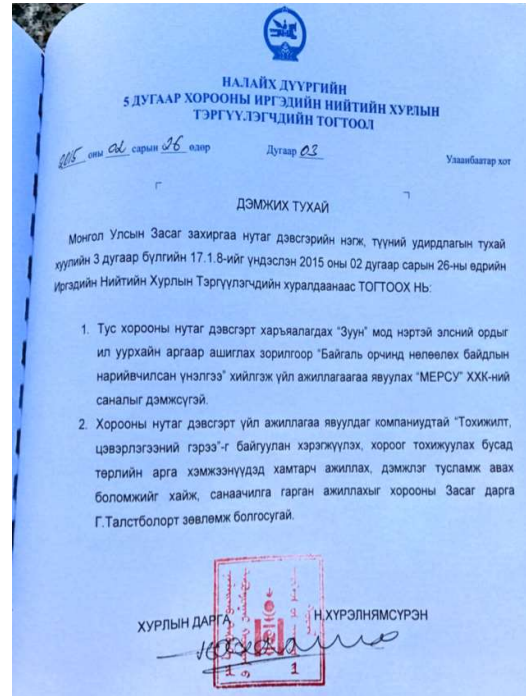 НАЛАЙХ ДҮҮРГИЙН
5 ДУГААР ХОРООНЫ ИРГЭДИЙН НИЙТИЙН ХУРЛЫН
ТЭРГҮҮЛЭГЧДИЙН ТОГТООЛ
2015 оны 02 сарын 26 өдөр Дугаар 03 Улаанбаатар хот
ДЭМЖИХ ТУХАЙ
Монгол Улсын Засаг захиргаа нутаг дэвсгэрийн нэгж, түүний удирдлагын тухай
хуулийн 3 дугаар бүлгийн 17.1.8-ийг үндэслэн 2015 оны 02 дугаар сарын 26-ны өдрийн
Иргэдийн Нийтийн Хурлын Тэргүүлэгчдийн хуралдаанаас ТОГТООХ НЬ:
1. Тус хорооны нутаг дэвсгэрт харъяалагдах "Зуун" мод нэртэй элсний ордыг
ил уурхайн аргаар ашиглах зорилгоор "Байгаль орчинд нөлөөлөх байдлын
нарийвчилсан үнэлгээ" хийлгэж үйл ажиллагаагаа явуулах "МЕРСУ" ХХК-ний
саналыг дэмжсүгэй.
2. Хорооны нутаг дэвсгэрт үйл ажиллагаа явуулдаг компаниудтай "Тохижилт,
цэвэрлэгээний гэрээ"-г байгуулан хэрэгжүүлэх, хороог тохижуулах бусад
төрлийн арга хэмжээнүүдэд хамтарч ажиллах, дэмжлэг тусламж авах
боломжийг хайж, санаачилга гарган ажиллахыг хорооны Засаг дарга
Г.Талстболорт зөвлөмж болгосугай.
ХУРЛЫН ДАРГА Н.ХҮРЭЛНЯМСҮРЭН